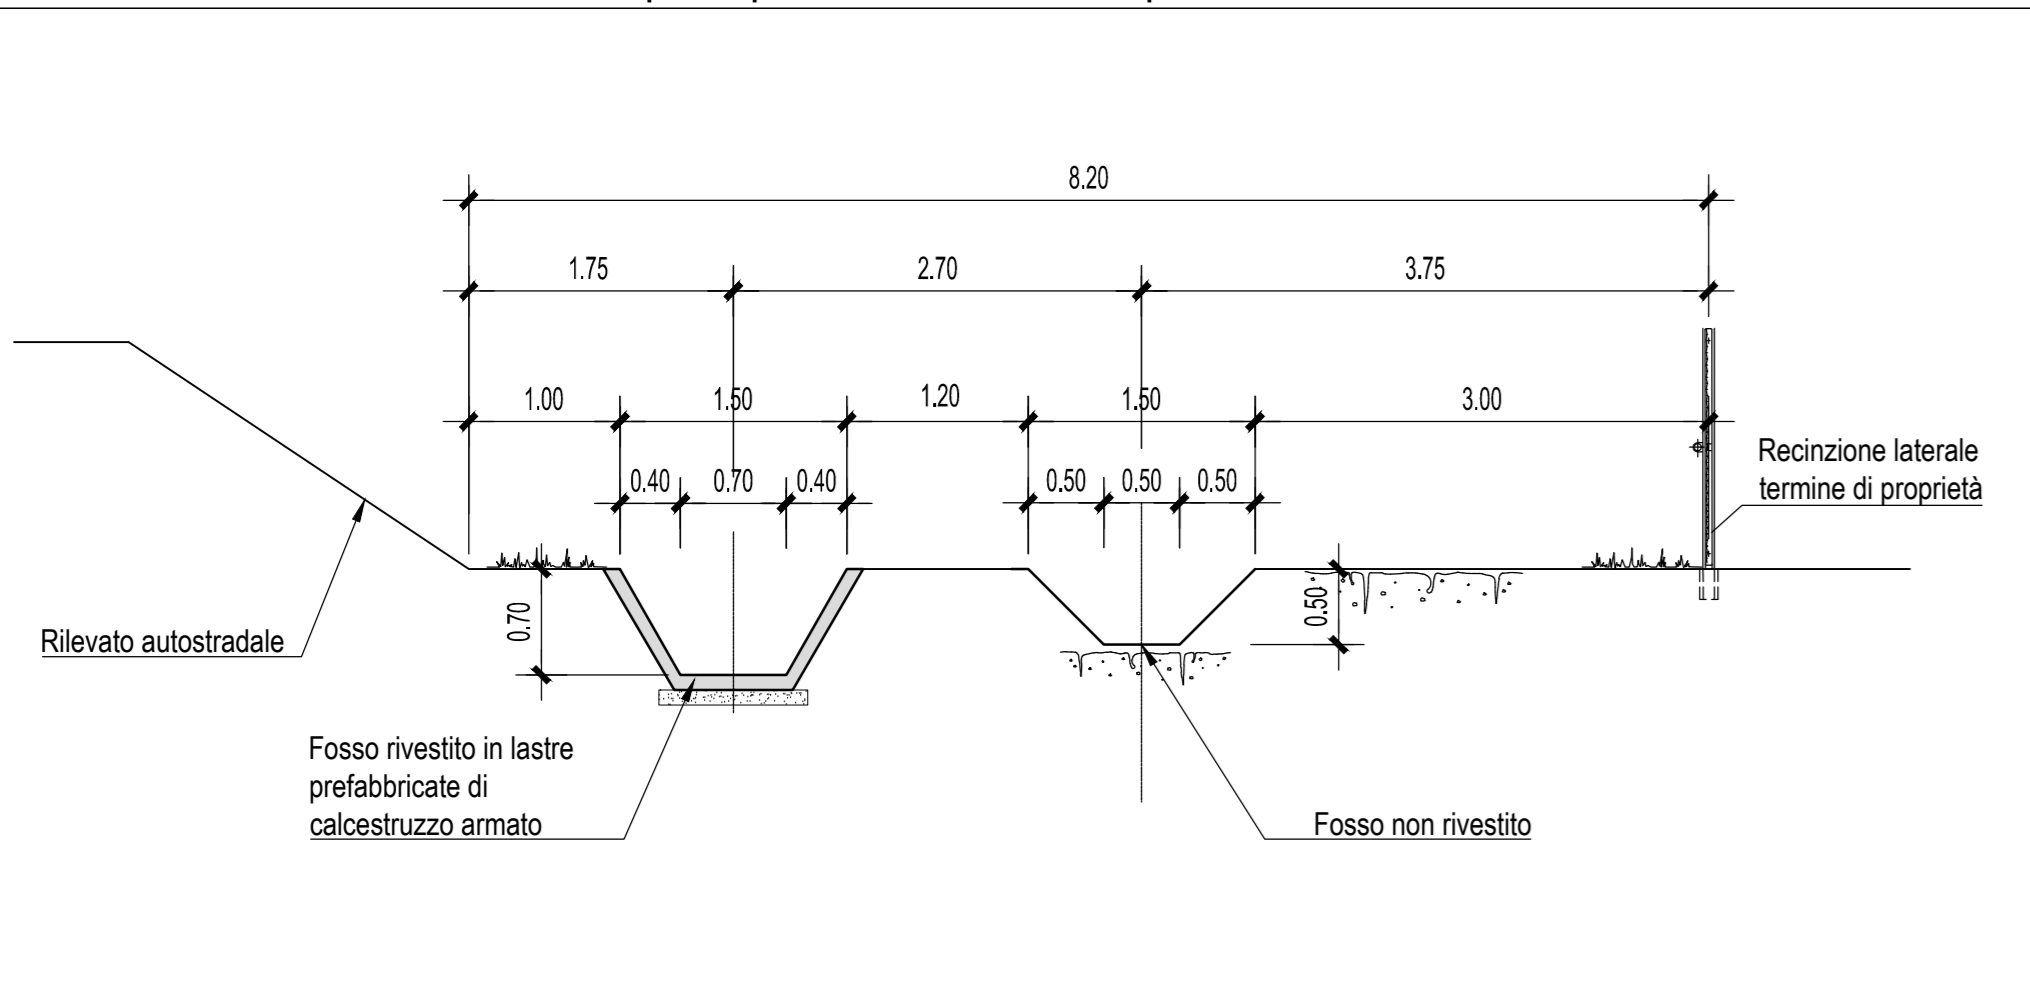 8.20
1.75 2.70 3.75
1.00 1.50 1.20 1.50 3.00
0.40 0.70 0.40 0.50 0.50 0.50
Recinzione laterale
termine di proprietà
0.70
0.50
Rilevato autostradale
Fosso rivestito in lastre
prefabbricate di
calcestruzzo armato
Fosso non rivestito